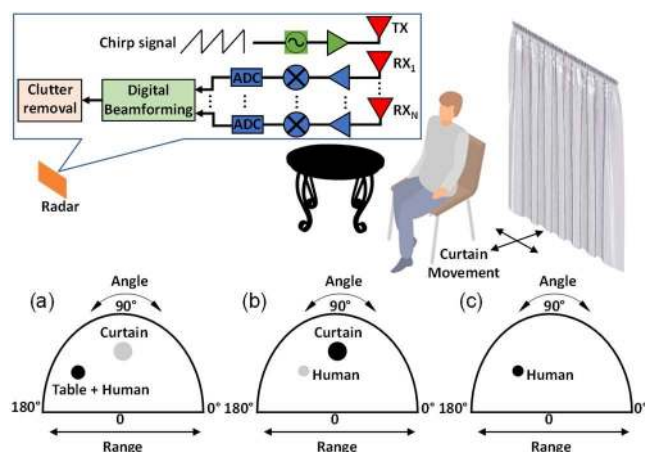 Chirp signal
TX
RX1
ADC
Clutter
removal
Digital
Beamforming
RXN
ADC
Radar
Curtain
Movement
(a)
Angle
90°
Curtain
Table + Human
180°
0
0°
Range
(b)
Angle
90°
Curtain
Human
180°
0
0°
Range
(c)
Angle
90°
Human
180°
0
0°
Range